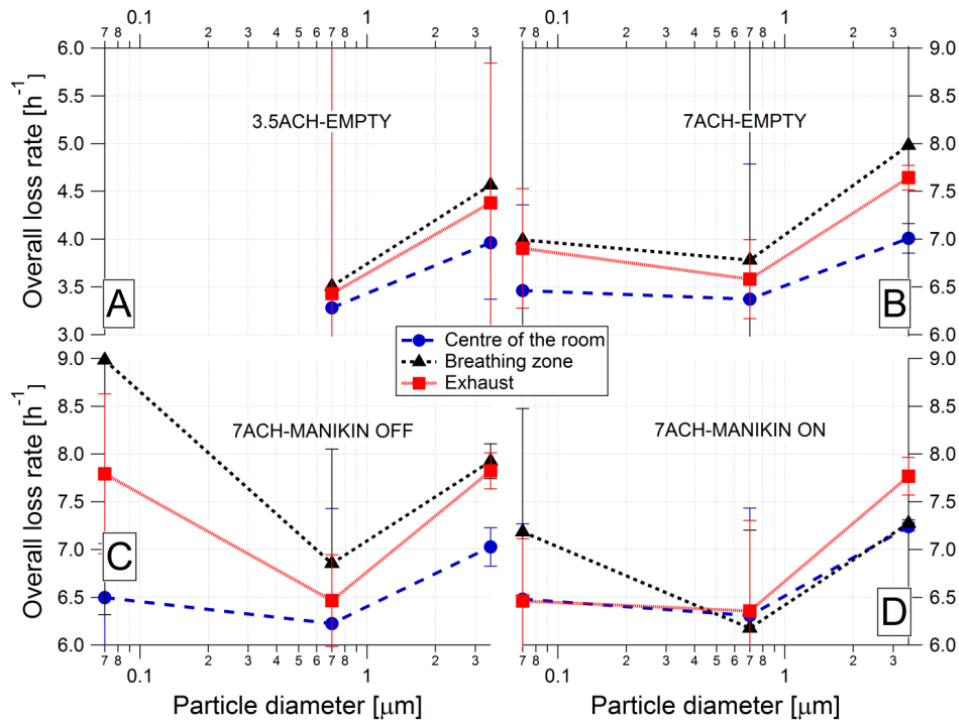 0.1 1
7 8 2 3 4 5 6 7 8 2 3
0.1 1
7 8 2 3 4 5 6 7 8 2 3
Overall loss rate [h⁻¹]
6.0
5.5
5.0
4.5
4.0
3.5
3.0
3.5ACH-EMPTY
A
7ACH-EMPTY
B
9.0
8.5
8.0
7.5
7.0
6.5
6.0
Centre of the room
Breathing zone
Exhaust
Overall loss rate [h⁻¹]
9.0
8.5
8.0
7.5
7.0
6.5
6.0
7ACH-MANIKIN OFF
C
7ACH-MANIKIN ON
D
9.0
8.5
8.0
7.5
7.0
6.5
6.0
7 8 2 3 4 5 6 7 8 2 3
0.1 1
7 8 2 3 4 5 6 7 8 2 3
0.1 1
Particle diameter [μm]
Particle diameter [μm]